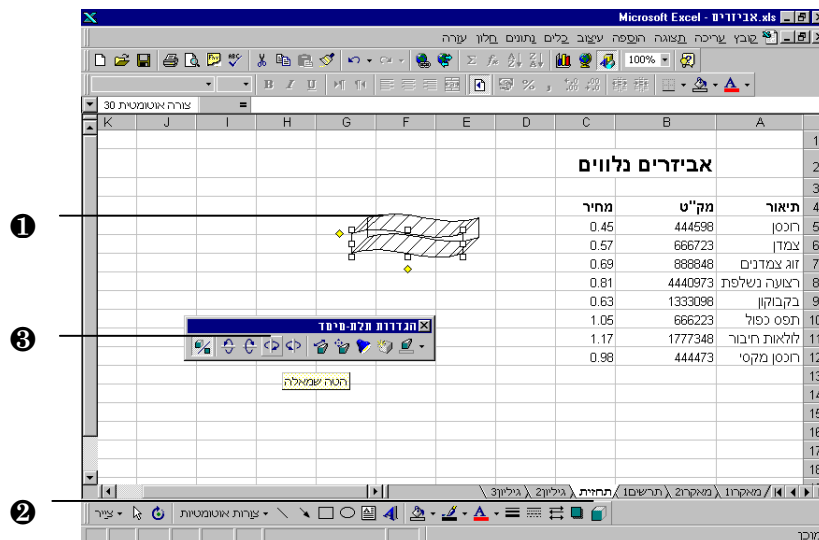 Microsoft Excel - אביזרים.xls
קובץ עריכה תצוגה הוספה עיצוב כלים נתונים חלון עזרה
100%
צורה אוטומטית 30 =
K J I H G F E D C B A
1
אביזרים נלווים 2
3
תיאור מק"ט מחיר 4
רוכסן 444598 0.45 5
צמדן 666723 0.57 6
זוג צמדנים 888848 0.69 7
רצועה נשלפת 4440973 0.81 8
בקבוקון 1333098 0.63 9
תפס כפול 666223 1.05 10
לולאות חיבור 1777348 1.17 11
רוכסן מקסי 444473 0.98 12
13
14
15
16
17
18
❶
❸
הגדרות תלת-מימד
הטה שמאלה
מאקרו1 מאקרו2 תרשים1 תחזית גיליון2 גיליון3
❷
צייר צורות אוטומטיות
מוכן